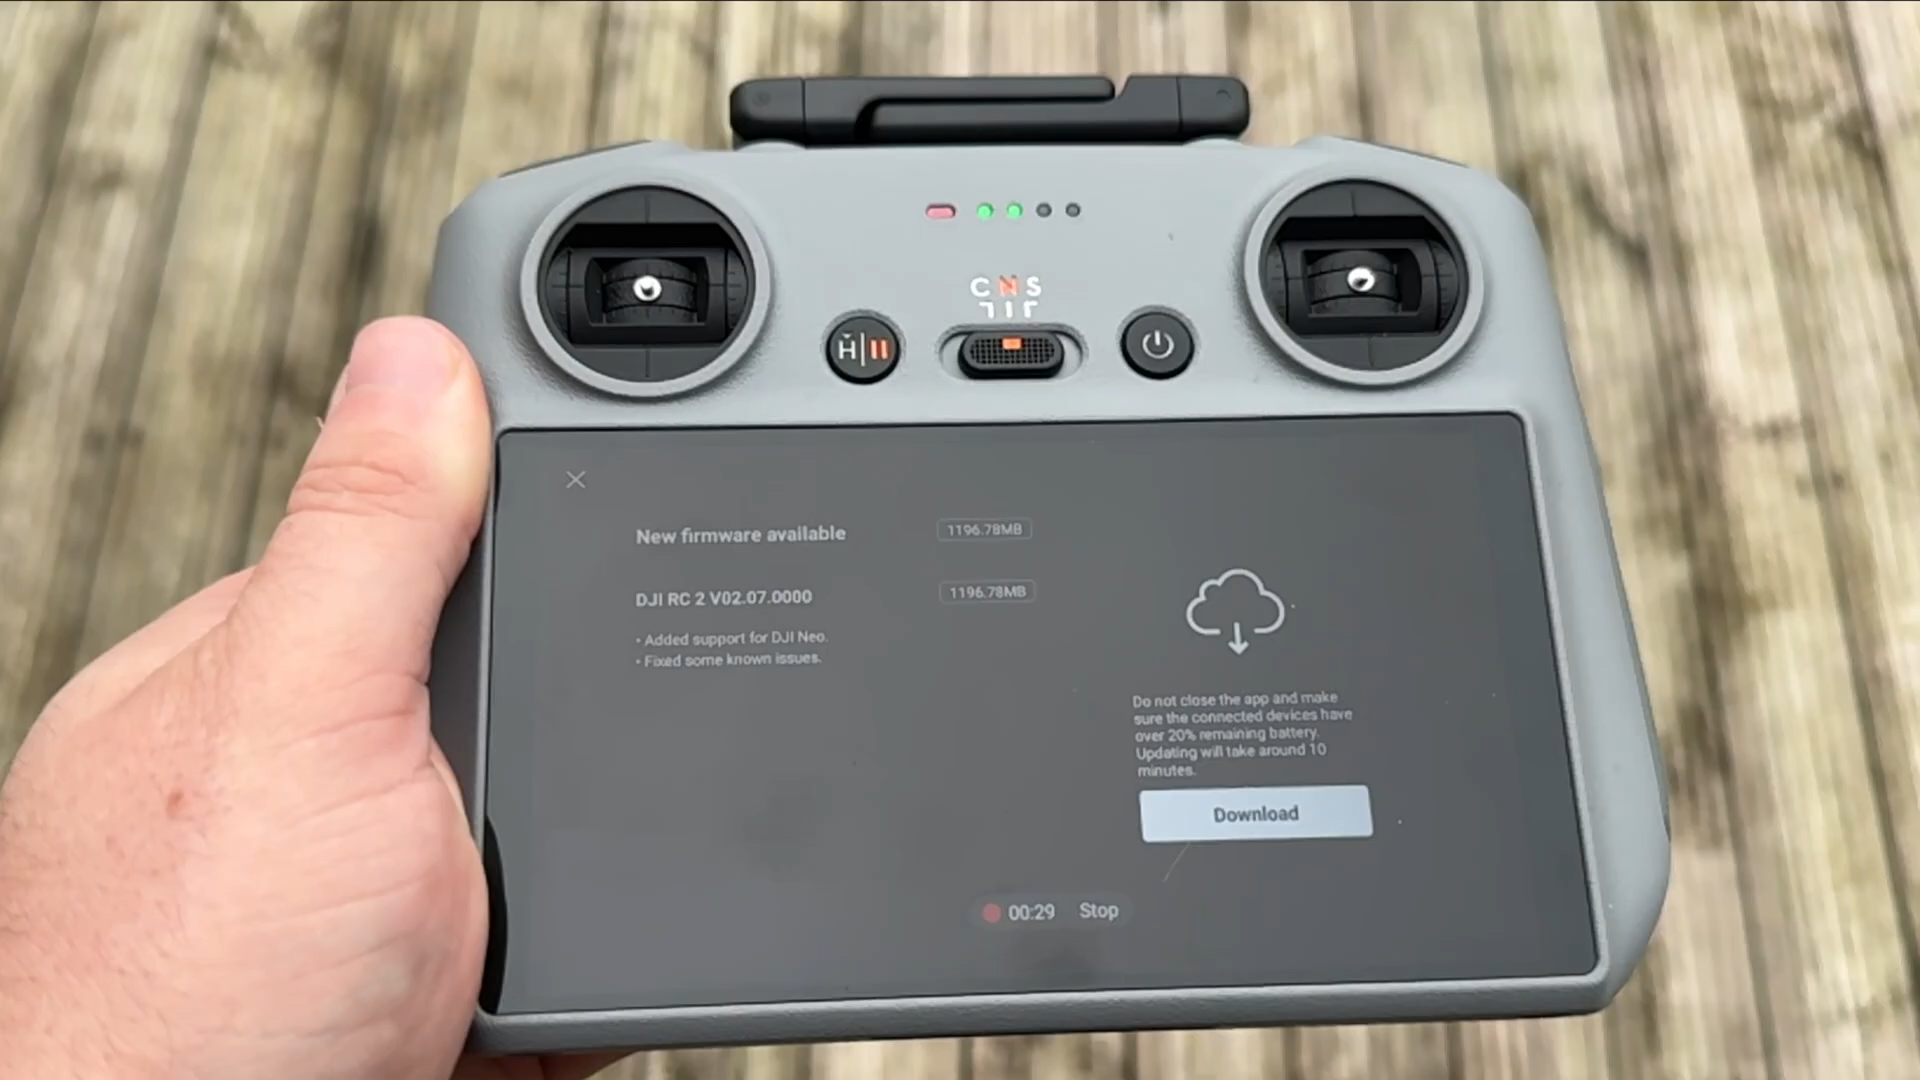 C N S
H
New firmware available
1196.78MB
DJI RC 2 V02.07.0000
1196.78MB
• Added support for DJI Neo.
• Fixed some known issues.
Do not close the app and make
sure the connected devices have
over 20% remaining battery.
Updating will take around 10
minutes.
Download
00:29 Stop